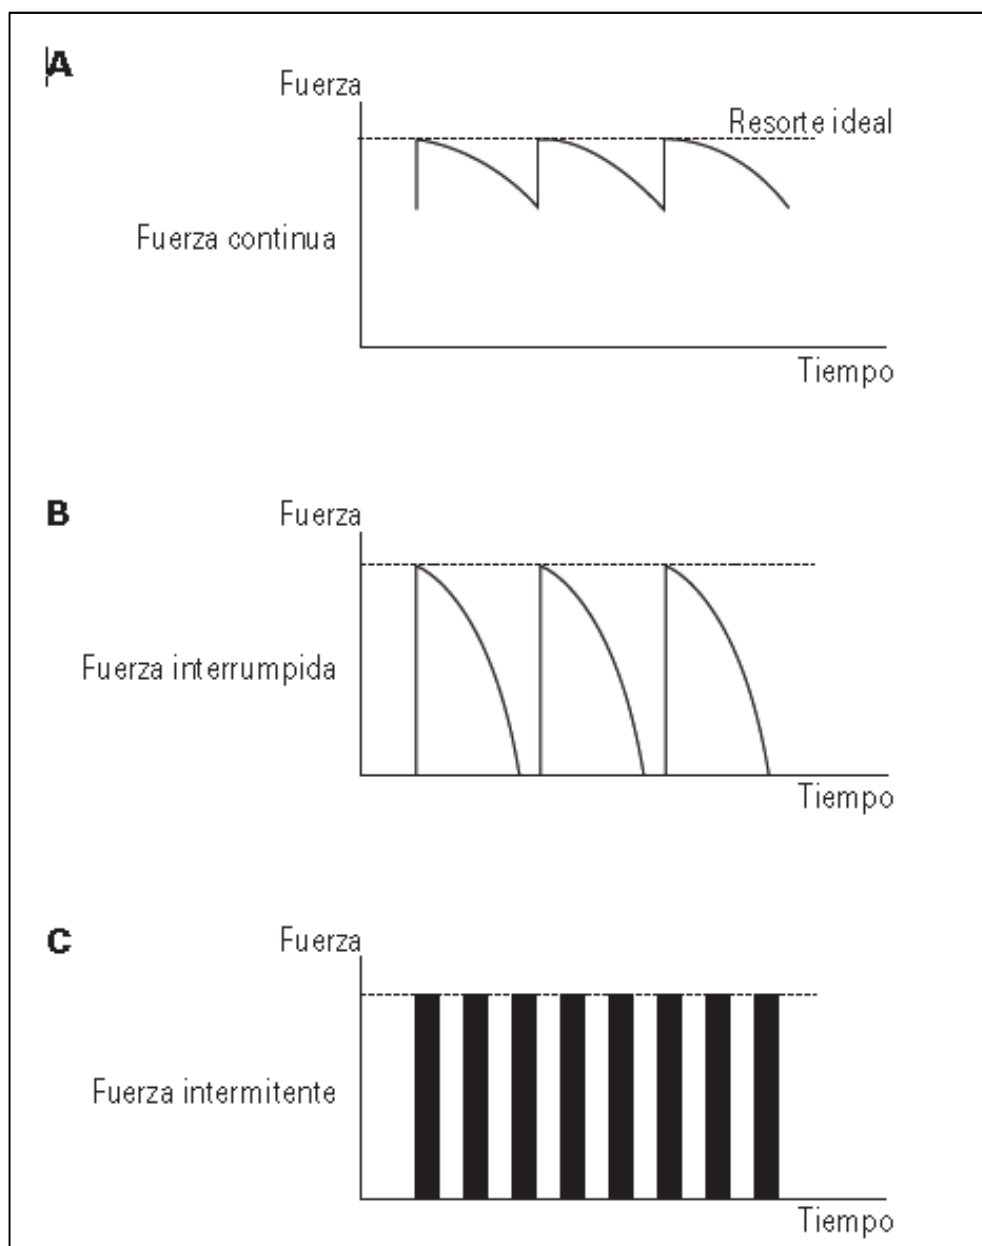 A
Fuerza
Resorte ideal
Fuerza continua
Tiempo
B
Fuerza
Fuerza interrumpida
Tiempo
C
Fuerza
Fuerza intermitente
Tiempo